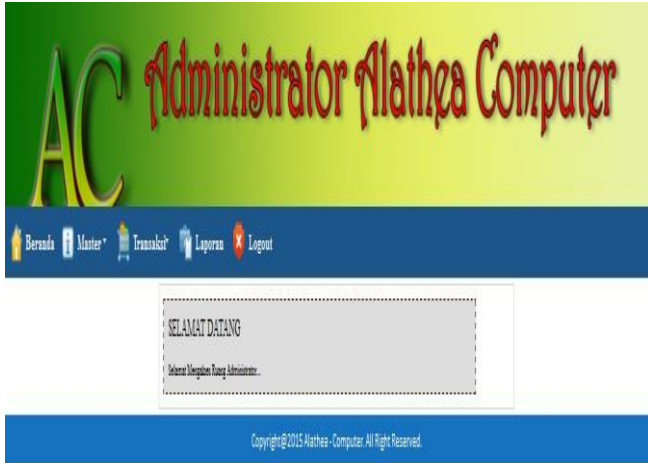 AC
Administrator Alathea Computer
Beranda Master Transaksi Laporan Logout
SELAMAT DATANG
Selamat Mengakses Ruang Administrator...
Copyright@2015 Alathea - Computer. All Right Reserved.